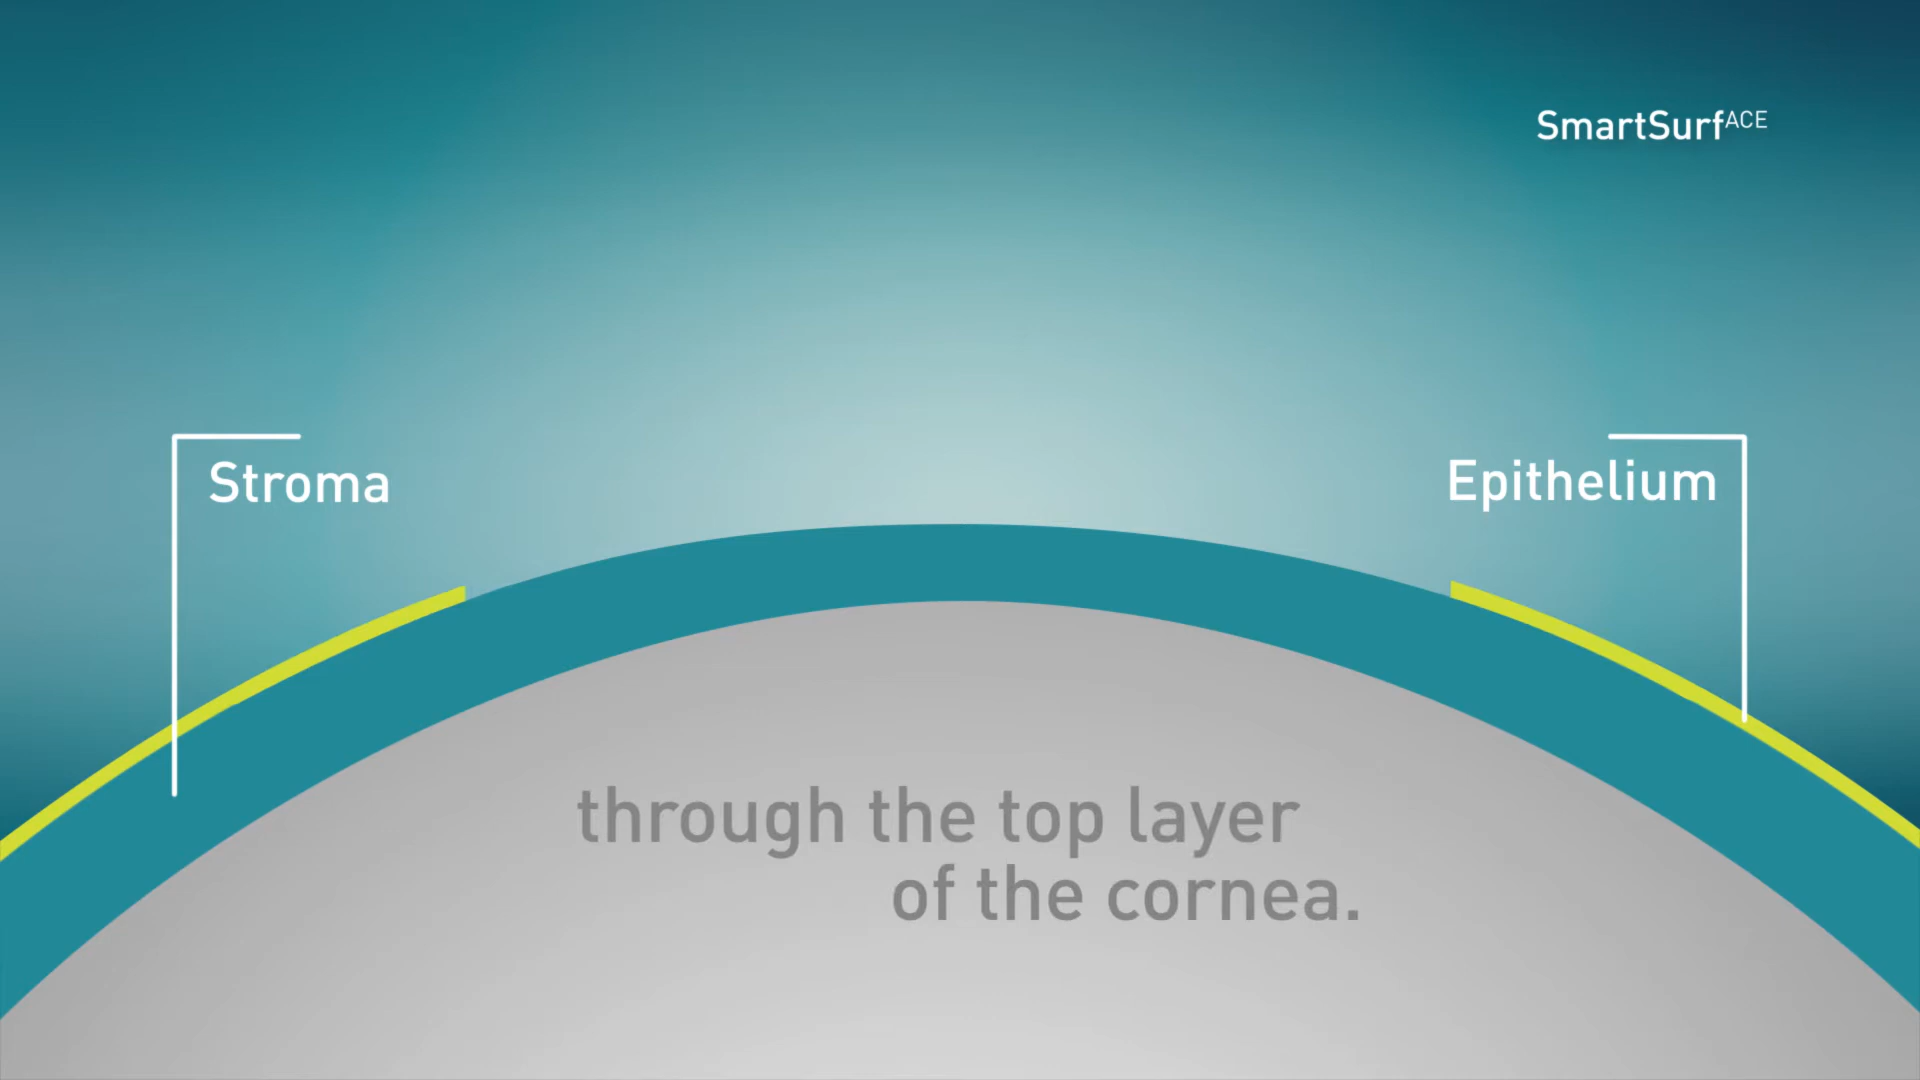 SmartSurfACE
Stroma
Epithelium
through the top layer
of the cornea.